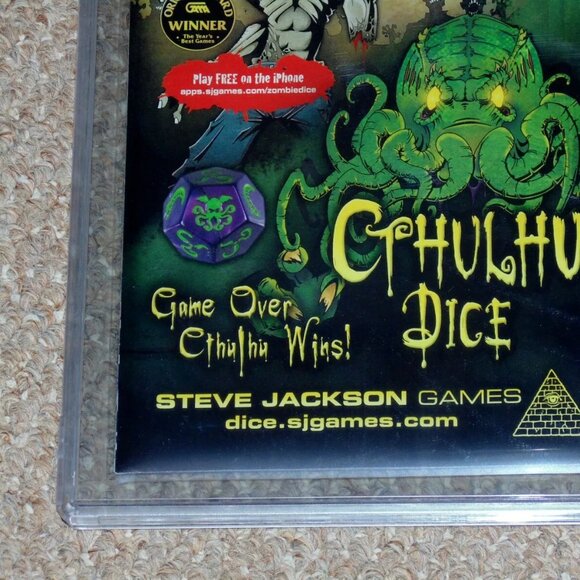 WINNER
The Year's
Best Games
Play FREE on the iPhone
apps.sjgames.com/zombiedice
CTHULHU
DICE
Game Over
Cthulhu Wins!
STEVE JACKSON GAMES
dice.sjgames.com